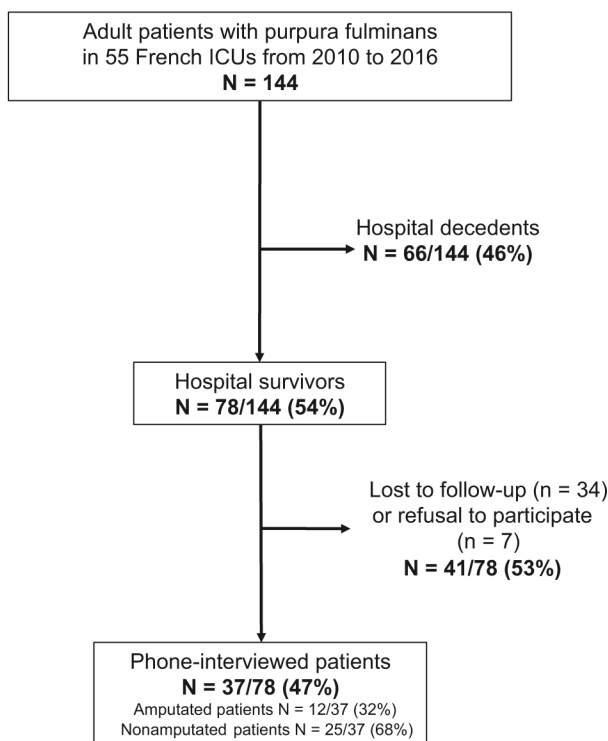 Adult patients with purpura fulminans
in 55 French ICUs from 2010 to 2016
N = 144
Hospital decedents
N = 66/144 (46%)
Hospital survivors
N = 78/144 (54%)
Lost to follow-up (n = 34)
or refusal to participate
(n = 7)
N = 41/78 (53%)
Phone-interviewed patients
N = 37/78 (47%)
Amputated patients N = 12/37 (32%)
Nonamputated patients N = 25/37 (68%)